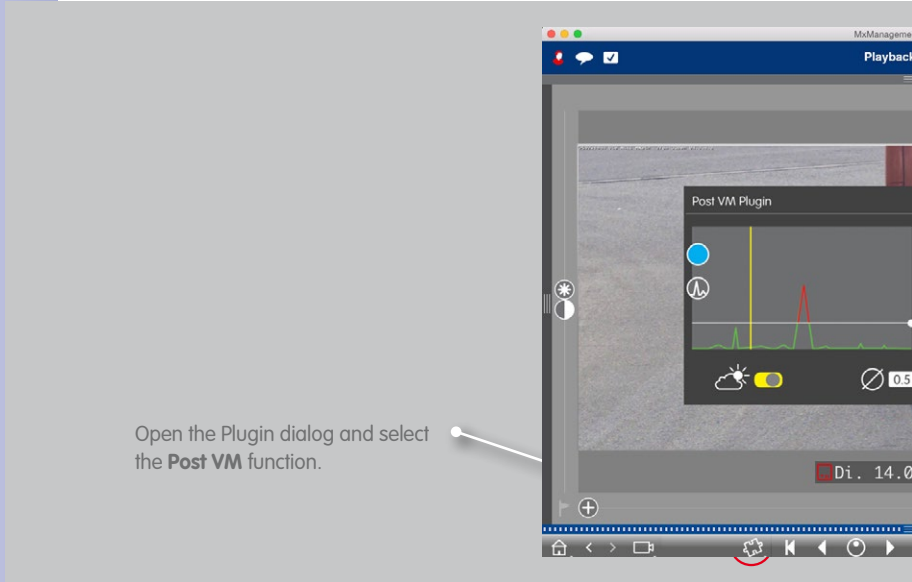 MxManageme
Playback
Post VM Plugin
0.5
Open the Plugin dialog and select
the Post VM function.
Di. 14.0